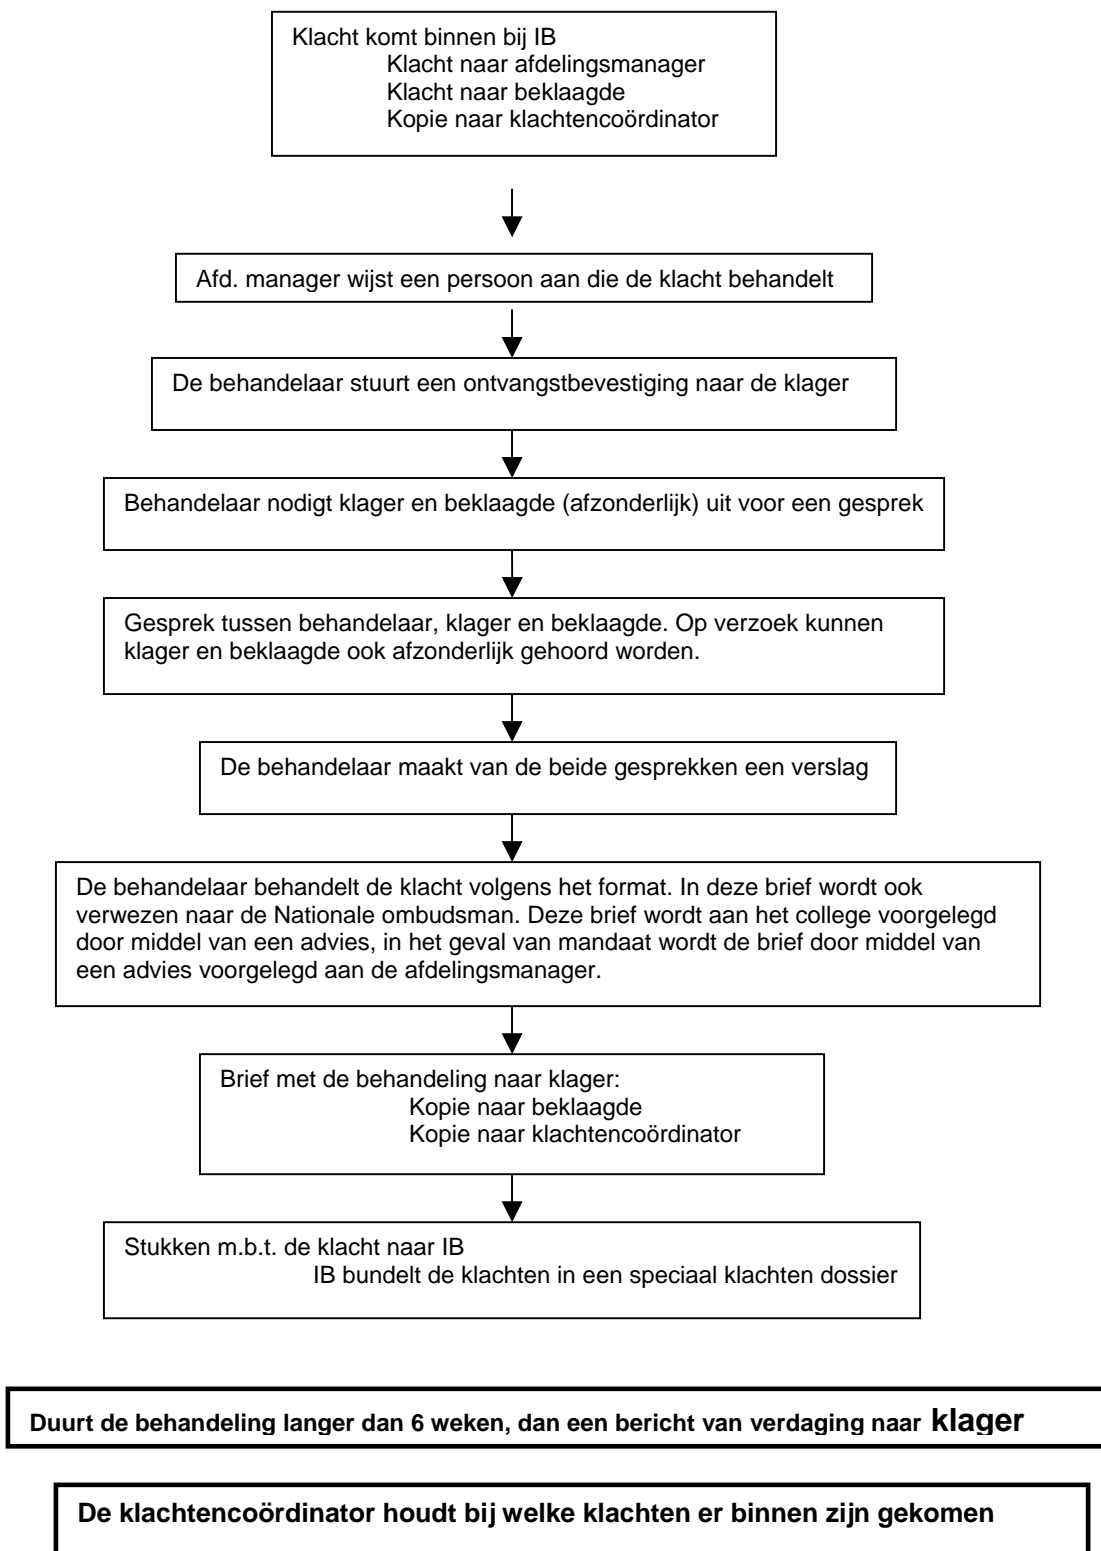 Klacht komt binnen bij IB
Klacht naar afdelingsmanager
Klacht naar beklaagde
Kopie naar klachtencoördinator
Afd. manager wijst een persoon aan die de klacht behandelt
De behandelaar stuurt een ontvangstbevestiging naar de klager
Behandelaar nodigt klager en beklaagde (afzonderlijk) uit voor een gesprek
Gesprek tussen behandelaar, klager en beklaagde. Op verzoek kunnen
klager en beklaagde ook afzonderlijk gehoord worden.
De behandelaar maakt van de beide gesprekken een verslag
De behandelaar behandelt de klacht volgens het format. In deze brief wordt ook
verwezen naar de Nationale ombudsman. Deze brief wordt aan het college voorgelegd
door middel van een advies, in het geval van mandaat wordt de brief door middel van
een advies voorgelegd aan de afdelingsmanager.
Brief met de behandeling naar klager:
Kopie naar beklaagde
Kopie naar klachtencoördinator
Stukken m.b.t. de klacht naar IB
IB bundelt de klachten in een speciaal klachten dossier
Duurt de behandeling langer dan 6 weken, dan een bericht van verdaging naar klager
De klachtencoördinator houdt bij welke klachten er binnen zijn gekomen